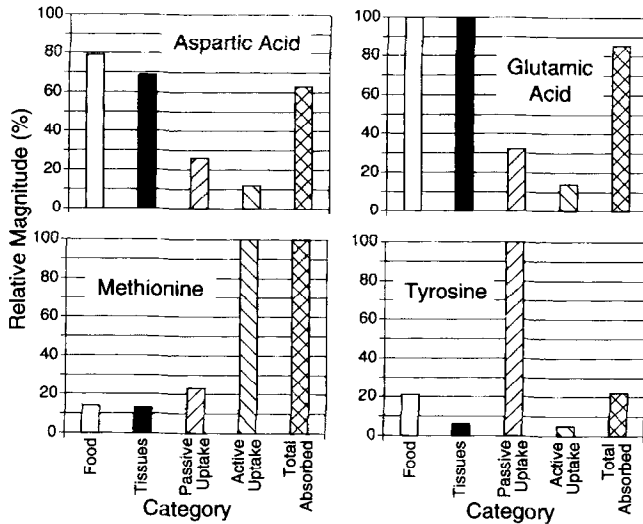 Relative Magnitude (%)
100
80
60
40
20
0
Aspartic Acid
100
80
60
40
20
0
Glutamic
Acid
100
80
60
40
20
0
Methionine
Food
Tissues
Passive
Uptake
Active
Uptake
Total
Absorbed
Category
100
80
60
40
20
0
Tyrosine
Food
Tissues
Passive
Uptake
Active
Uptake
Total
Absorbed
Category